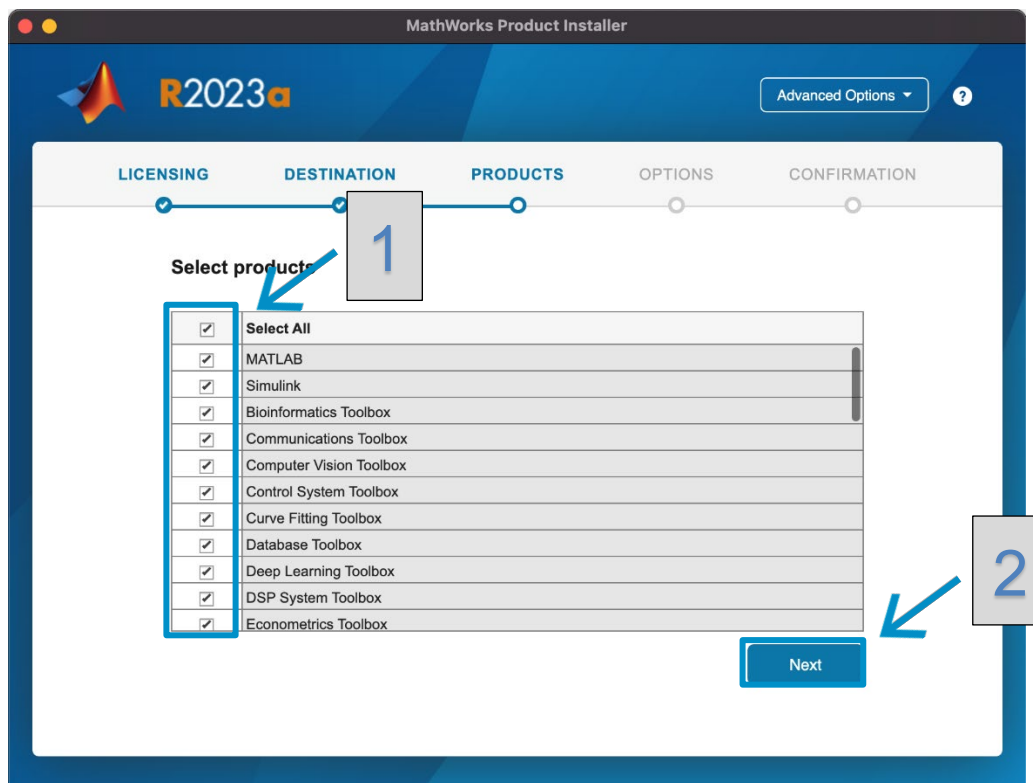 MathWorks Product Installer
R2023a
Advanced Options
?
LICENSING DESTINATION PRODUCTS OPTIONS CONFIRMATION
1
Select products
Select All
MATLAB
Simulink
Bioinformatics Toolbox
Communications Toolbox
Computer Vision Toolbox
Control System Toolbox
Curve Fitting Toolbox
Database Toolbox
Deep Learning Toolbox
DSP System Toolbox
Econometrics Toolbox
2
Next